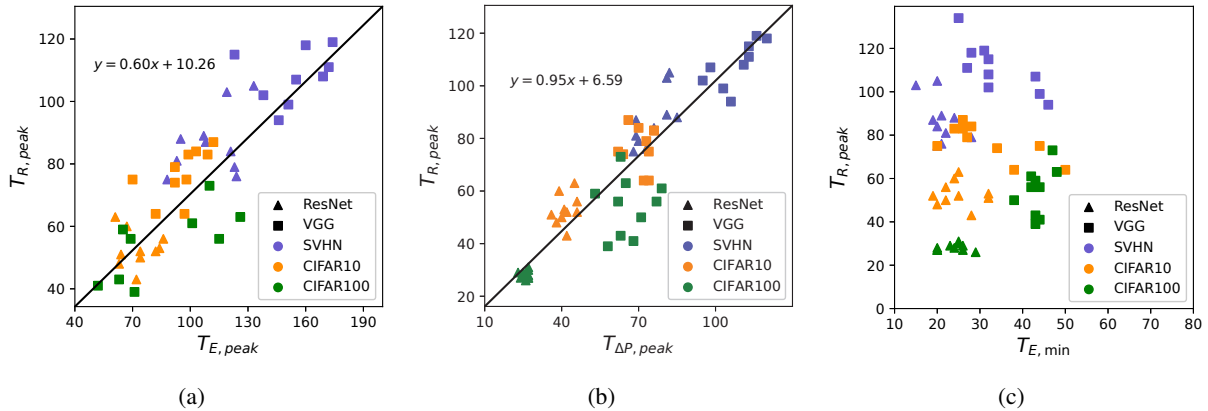 120
100
80
60
40
T_{R, peak}
y = 0.60x + 10.26
ResNet
VGG
SVHN
CIFAR10
CIFAR100
40 70 100 130 160 190
T_{E, peak}
(a)
120
100
80
60
40
20
T_{R, peak}
y = 0.95x + 6.59
ResNet
VGG
SVHN
CIFAR10
CIFAR100
10 40 70 100
T_{ΔP, peak}
(b)
140
120
100
80
60
40
20
0
T_{R, peak}
ResNet
VGG
SVHN
CIFAR10
CIFAR100
10 20 30 40 50 60 70 80
T_{E, min}
(c)